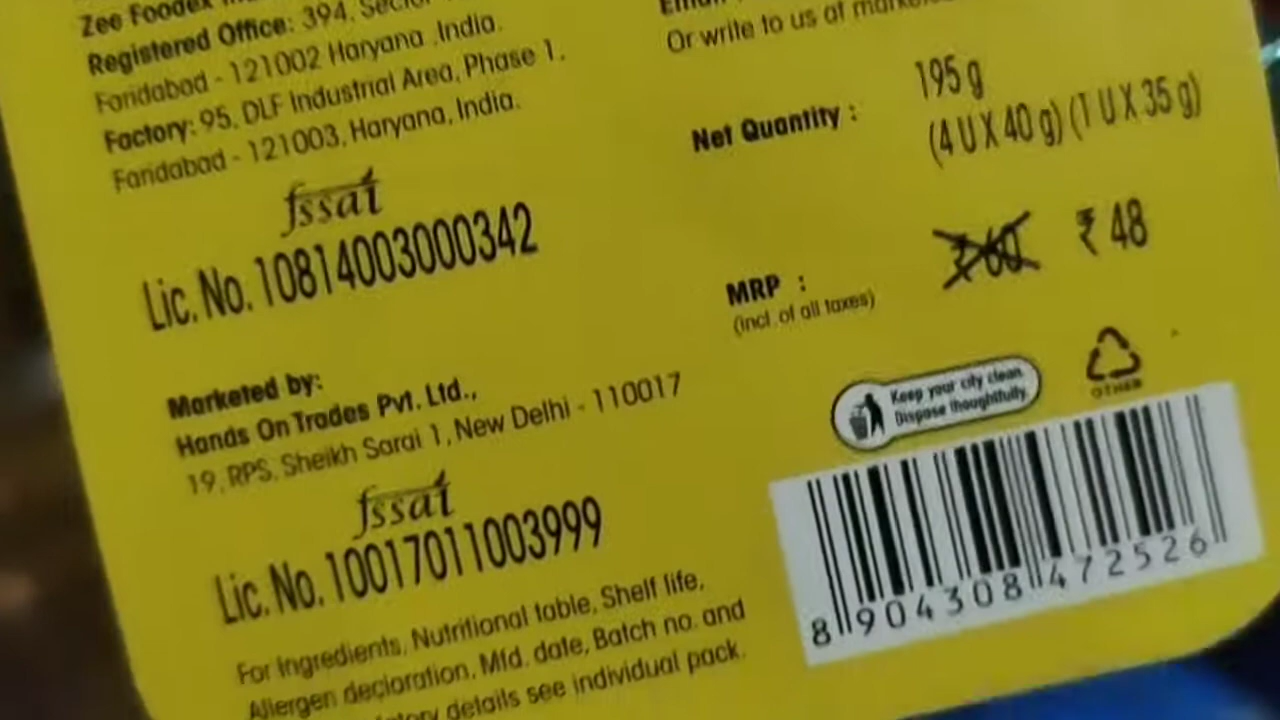 Zee Foodex
Registered Office: 394, Sector
Faridabad - 121002 Haryana ,India.
Factory: 95, DLF Industrial Area, Phase 1,
Faridabad - 121003, Haryana, India.
fssai
Lic. No. 10814003000342
Marketed by:
Hands On Trades Pvt. Ltd.,
19, RPS, Sheikh Sarai 1, New Delhi - 110017
fssai
Lic. No. 10017011003999
For Ingredients, Nutritional table, Shelf life,
Allergen declaration, Mfd. date, Batch no. and
details see individual pack.
Or write to us at
Net Quantity : 195 g
(4 U X 40 g) (1 U X 35 g)
MRP : ₹ 60 ₹ 48
(incl. of all taxes)
Keep your city clean.
Dispose thoughtfully.
OTHER
8 904308 472526